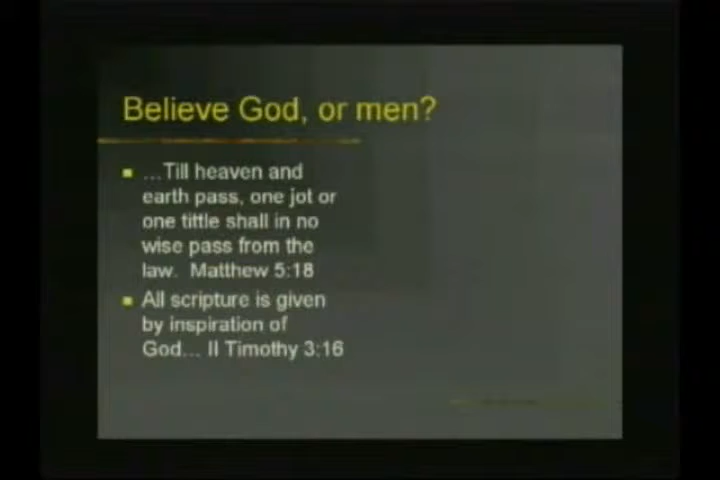 Believe God, or men?
…Till heaven and
earth pass, one jot or
one tittle shall in no
wise pass from the
law. Matthew 5:18
All scripture is given
by inspiration of
God… II Timothy 3:16